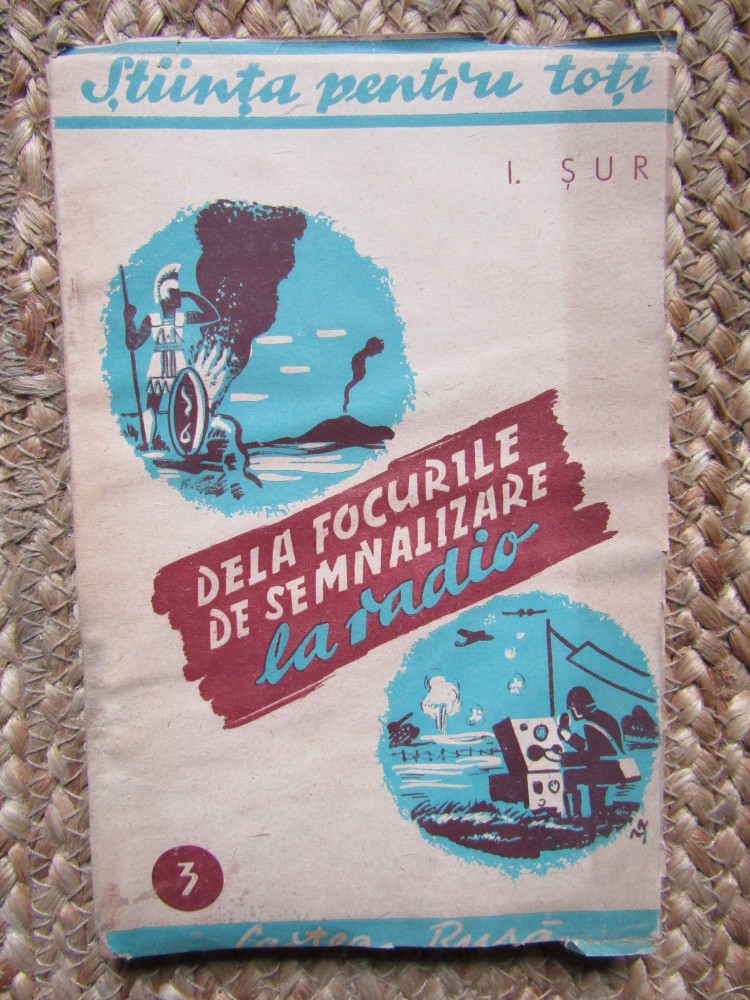 Știința pentru toți
I. ȘUR
DELA FOCURILE
DE SEMNALIZARE
la radio
3
Cartea Rusă